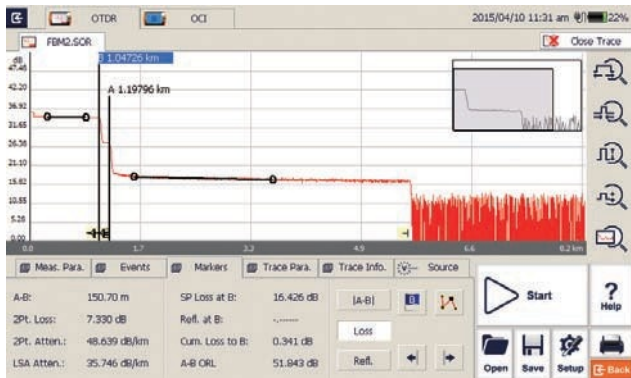 OTDR OCI 2015/04/10 11:31 am 22%
FBM2.SOR Close Trace
dB
47.46
B 1.04726 km
42.20
A 1.19796 km
36.92
31.65
26.38
21.10
15.82
10.55
5.28
0.00
0.0 1.7 3.3 4.9 6.6 8.2 km
Meas. Para. Events Markers Trace Para. Trace Info. Source
A-B: 150.70 m SP Loss at B: 16.426 dB |A-B| B
2Pt. Loss: 7.330 dB Refl. at B: -.-----
2Pt. Atten.: 48.639 dB/km Cum. Loss to B: 0.341 dB Loss
LSA Atten.: 35.746 dB/km A-B ORL 51.843 dB Refl.
Start ? Help
Open Save Setup Back